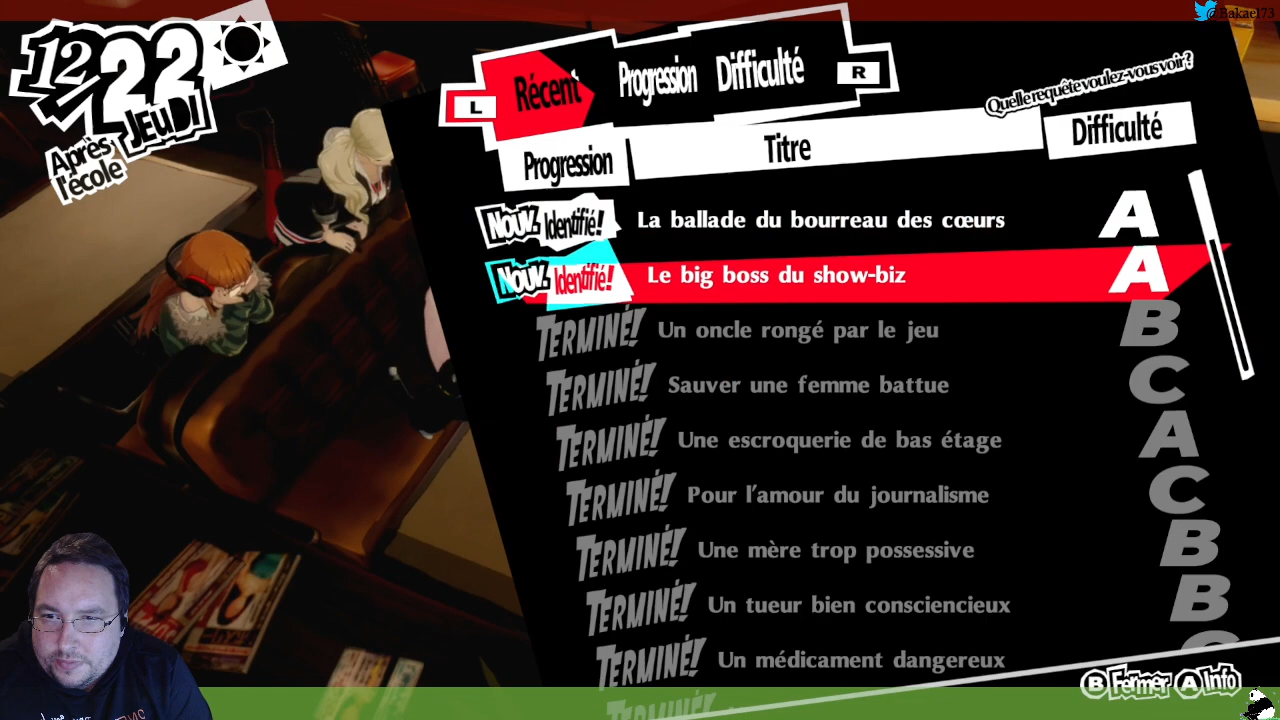 @Bakae173
12/22
JEUDI
Après l'école
L
Récent
Progression
Difficulté
R
Quelle requête voulez-vous voir?
Progression
Titre
Difficulté
NOUV. Identifié! La ballade du bourreau des cœurs A
NOUV. Identifié! Le big boss du show-biz A
TERMINÉ! Un oncle rongé par le jeu B
TERMINÉ! Sauver une femme battue C
TERMINÉ! Une escroquerie de bas étage A
TERMINÉ! Pour l'amour du journalisme C
TERMINÉ! Une mère trop possessive B
TERMINÉ! Un tueur bien consciencieux B
TERMINÉ! Un médicament dangereux
B Fermer A Info